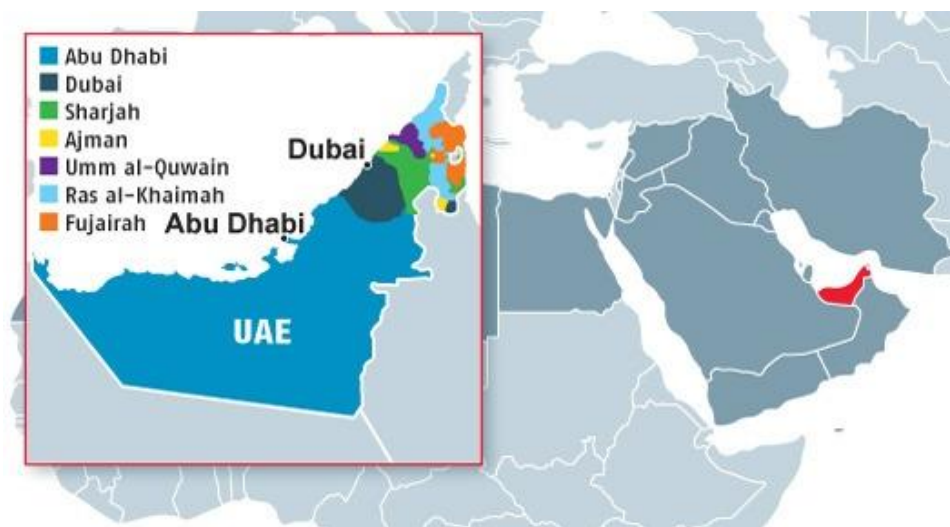 Abu Dhabi
Dubai
Sharjah
Ajman
Umm al-Quwain
Ras al-Khaimah
Fujairah
Dubai
Abu Dhabi
UAE